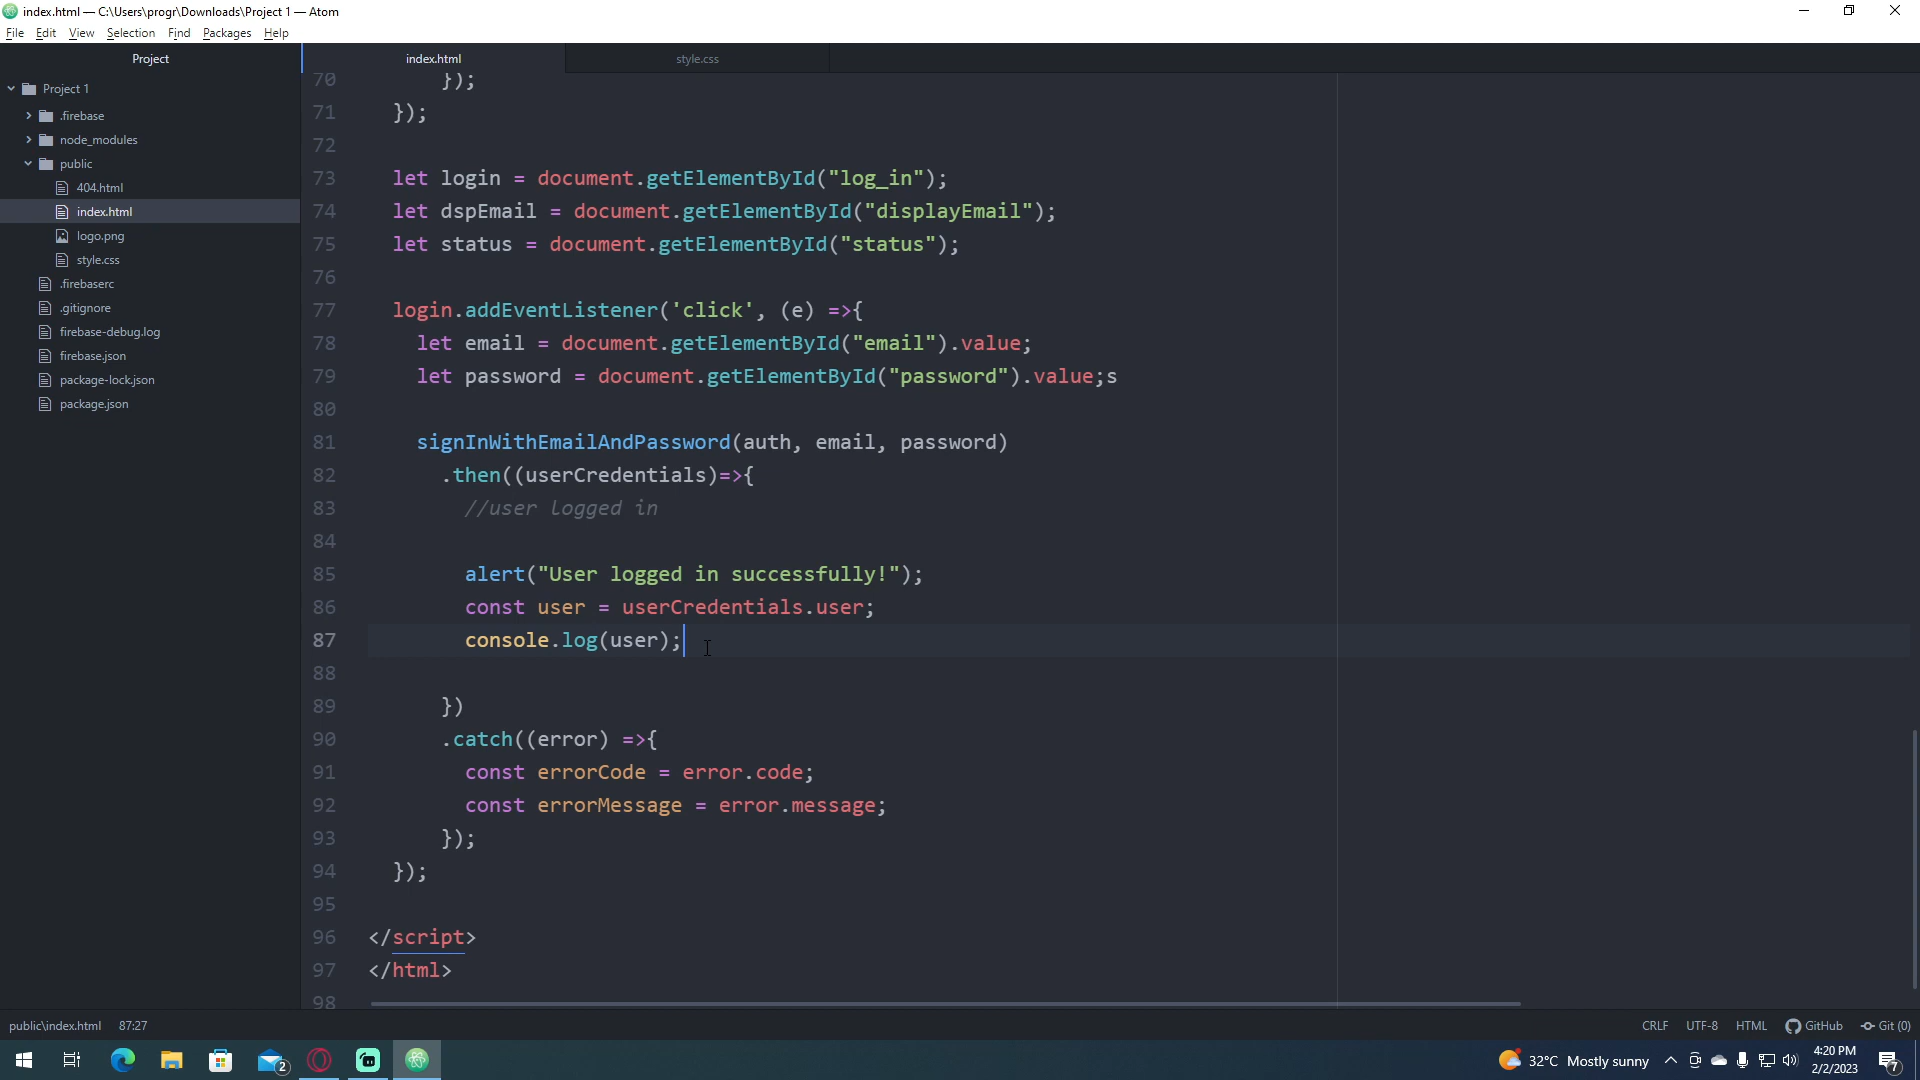 index.html — C:\Users\progr\Downloads\Project 1 — Atom
File Edit View Selection Find Packages Help
Project
index.html
style.css
Project 1
.firebase
node_modules
public
404.html
index.html
logo.png
style.css
.firebaserc
.gitignore
firebase-debug.log
firebase.json
package-lock.json
package.json
70 });
71 });
72
73 let login = document.getElementById("log_in");
74 let dspEmail = document.getElementById("displayEmail");
75 let status = document.getElementById("status");
76
77 login.addEventListener('click', (e) =>{
78 let email = document.getElementById("email").value;
79 let password = document.getElementById("password").value;s
80
81 signInWithEmailAndPassword(auth, email, password)
82 .then((userCredentials)=>{
83 //user logged in
84
85 alert("User logged in successfully!");
86 const user = userCredentials.user;
87 console.log(user);
88
89 })
90 .catch((error) =>{
91 const errorCode = error.code;
92 const errorMessage = error.message;
93 });
94 });
95
96 </script>
97 </html>
98
public\index.html 87:27
CRLF UTF-8 HTML GitHub Git (0)
2
32°C Mostly sunny
4:20 PM
2/2/2023
7